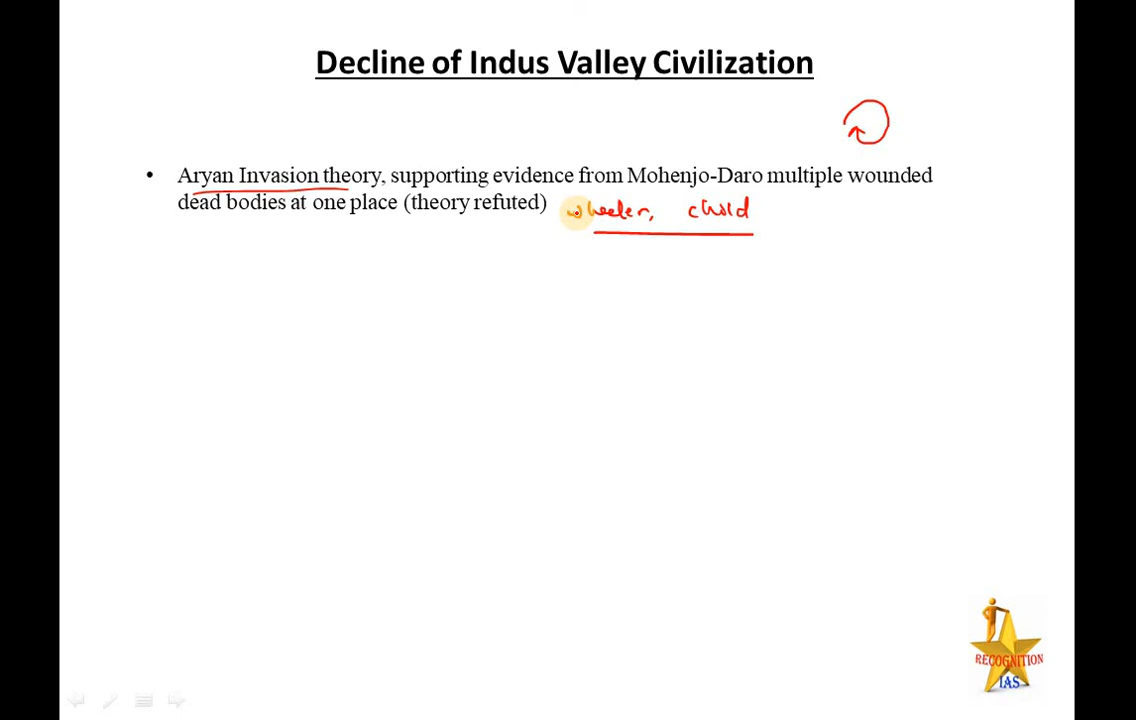 Decline of Indus Valley Civilization
• Aryan Invasion theory, supporting evidence from Mohenjo-Daro multiple wounded
dead bodies at one place (theory refuted) wheeler, child
RECOGNITION
IAS